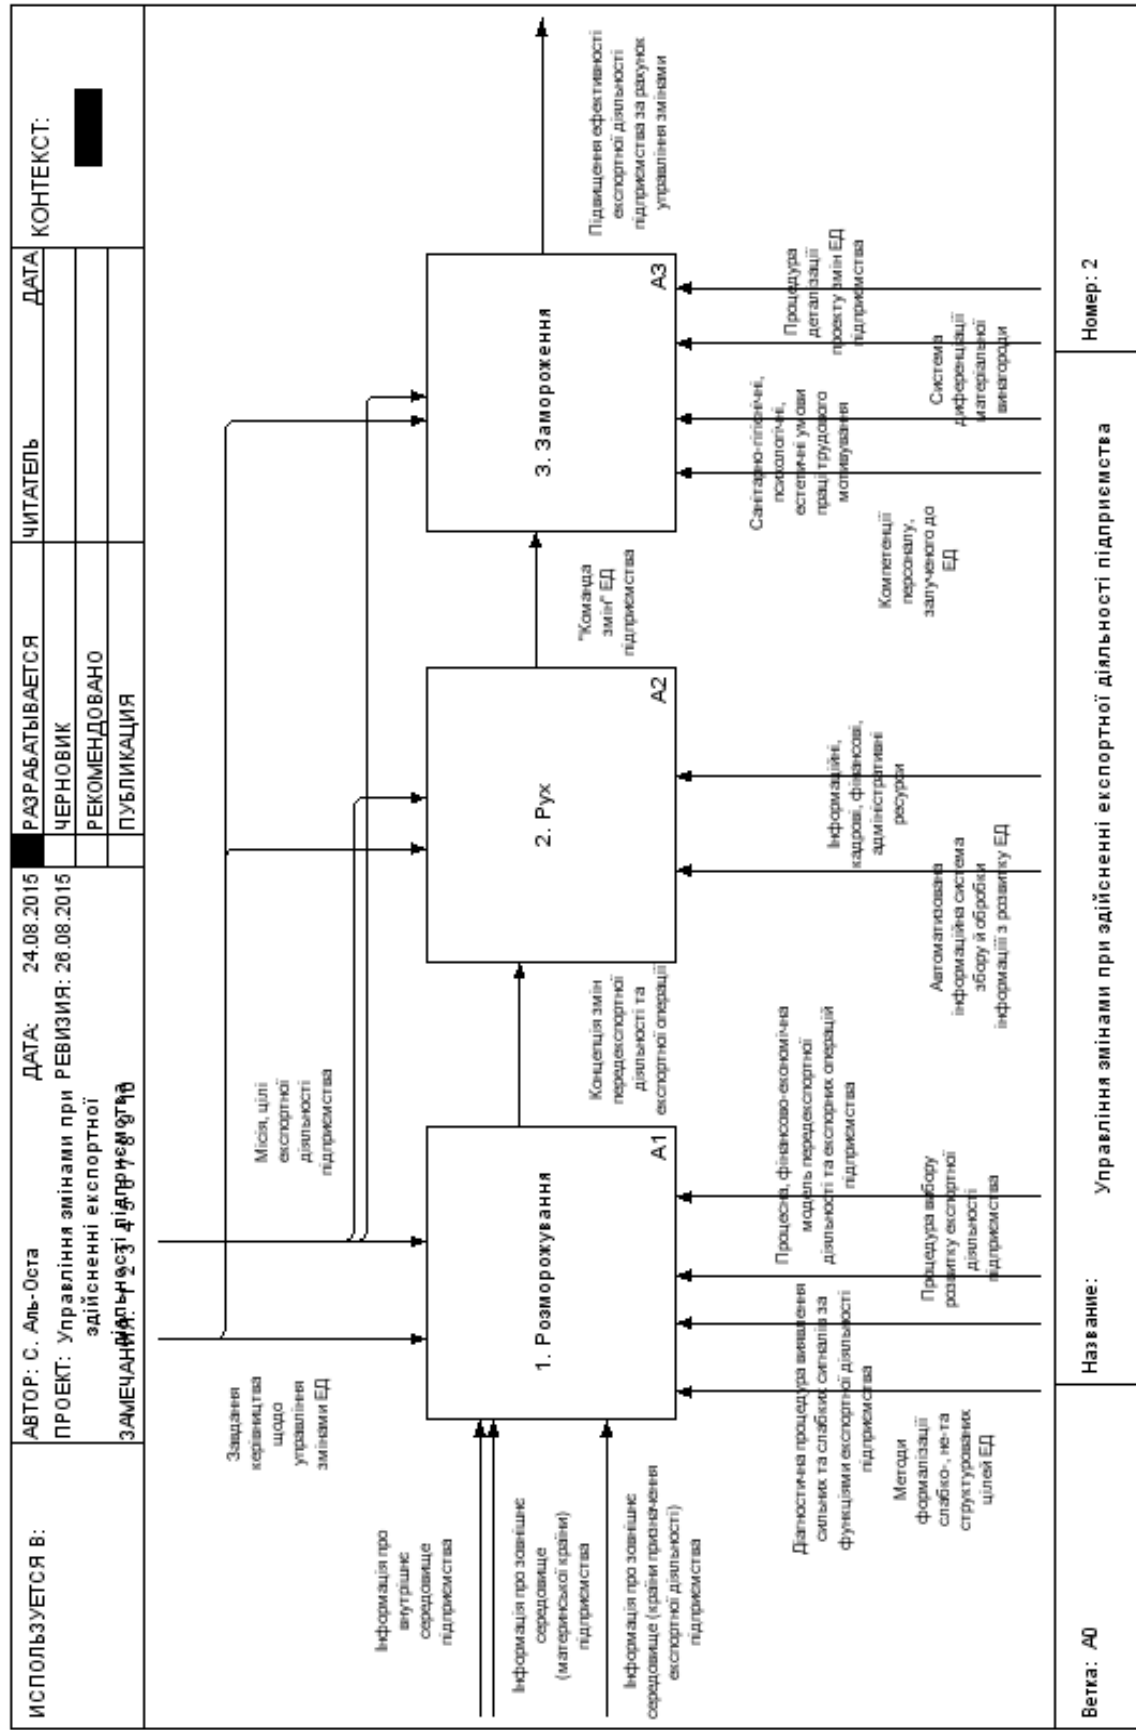 ИСПОЛЬЗУЕТСЯ В:
АВТОР: С. Аль-Оста
ДАТА: 24.08.2015
ПРОЕКТ: Управління змінами при
здійсненні експортної
діяльності підприємства
РЕВИЗИЯ: 26.08.2015
ЗАМЕЧАНИЯ: 1 2 3 4 5 6 7 8 9 10
РАЗРАБАТЫВАЕТСЯ
ЧЕРНОВИК
РЕКОМЕНДОВАНО
ПУБЛИКАЦИЯ
ЧИТАТЕЛЬ
ДАТА
КОНТЕКСТ:
Завдання
керівництва
щодо
управління
змінами ЕД
Місія, цілі
експортної
діяльності
підприємства
Інформація про
внутрішнє
середовище
підприємства
Інформація про зовнішнє
середовище
(материнської країни)
підприємства
Інформація про зовнішнє
середовище (країни призначення
експортної діяльності)
підприємства
1. Розморожування
A1
Концепція змін
передекспортної
діяльності та
експортної операції
2. Рух
A2
"Команда
змін" ЕД
підприємства
3. Замороження
A3
Підвищення ефективності
експортної діяльності
підприємства за рахунок
управління змінами
Діагностична процедура виявлення
сильних та слабких сигналів за
функціями експортної діяльності
підприємства
Методи
формалізації
слабко-, не-та
структурованих
цілей ЕД
Процесна, фінансово-економічна
модель передекспортної
діяльності та експорних операцій
підприємства
Процедура вибору
розвитку експортної
діяльності
підприємства
Автоматизована
інформаційна система
збору й обробки
інформаціїї з розвитку ЕД
Інформаційні,
кадрові, фінансові,
адміністративні
ресурси
Санітарно-гігієнічні,
психологічні,
естетичні умови
праці трудового
мотивування
Компетенції
персоналу,
залученого до
ЕД
Процедура
деталізації
проекту змін ЕД
підприємства
Система
диференціації
матеріальної
винагороди
Ветка: A0
Название:
Управління змінами при здійсненні експортної діяльності підприємства
Номер: 2